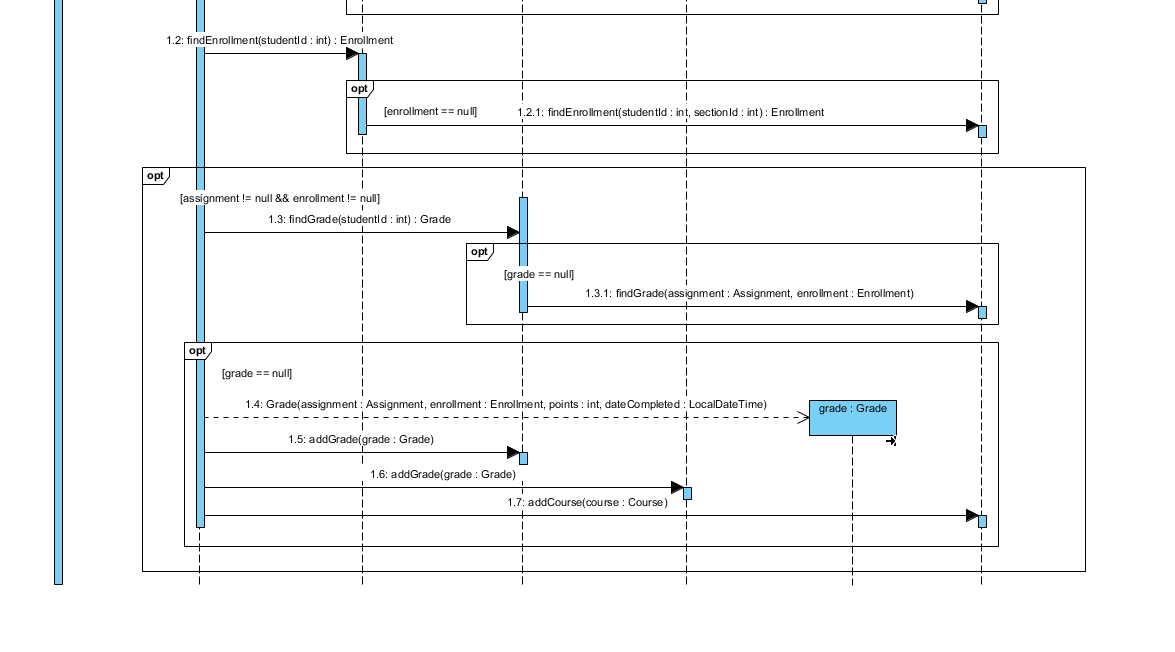 1.2: findEnrollment(studentId : int) : Enrollment
opt
[enrollment == null]
1.2.1: findEnrollment(studentId : int, sectionId : int) : Enrollment
opt
[assignment != null && enrollment != null]
1.3: findGrade(studentId : int) : Grade
opt
[grade == null]
1.3.1: findGrade(assignment : Assignment, enrollment : Enrollment)
opt
[grade == null]
1.4: Grade(assignment : Assignment, enrollment : Enrollment, points : int, dateCompleted : LocalDateTime)
grade : Grade
1.5: addGrade(grade : Grade)
1.6: addGrade(grade : Grade)
1.7: addCourse(course : Course)